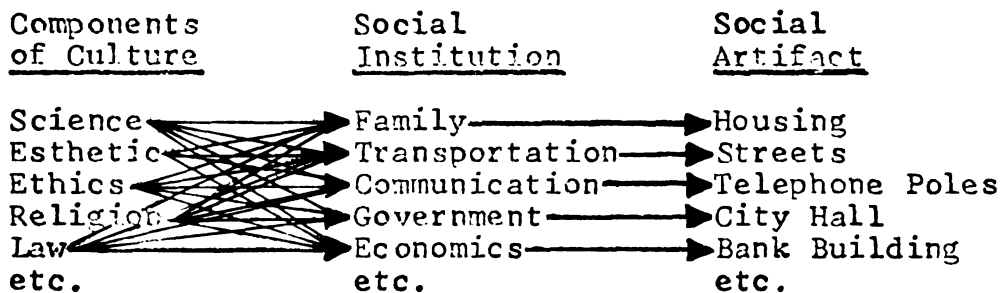 Components Social Social
of Culture Institution Artifact
Science Family Housing
Esthetic Transportation Streets
Ethics Communication Telephone Poles
Religion Government City Hall
Law Economics Bank Building
etc. etc. etc.